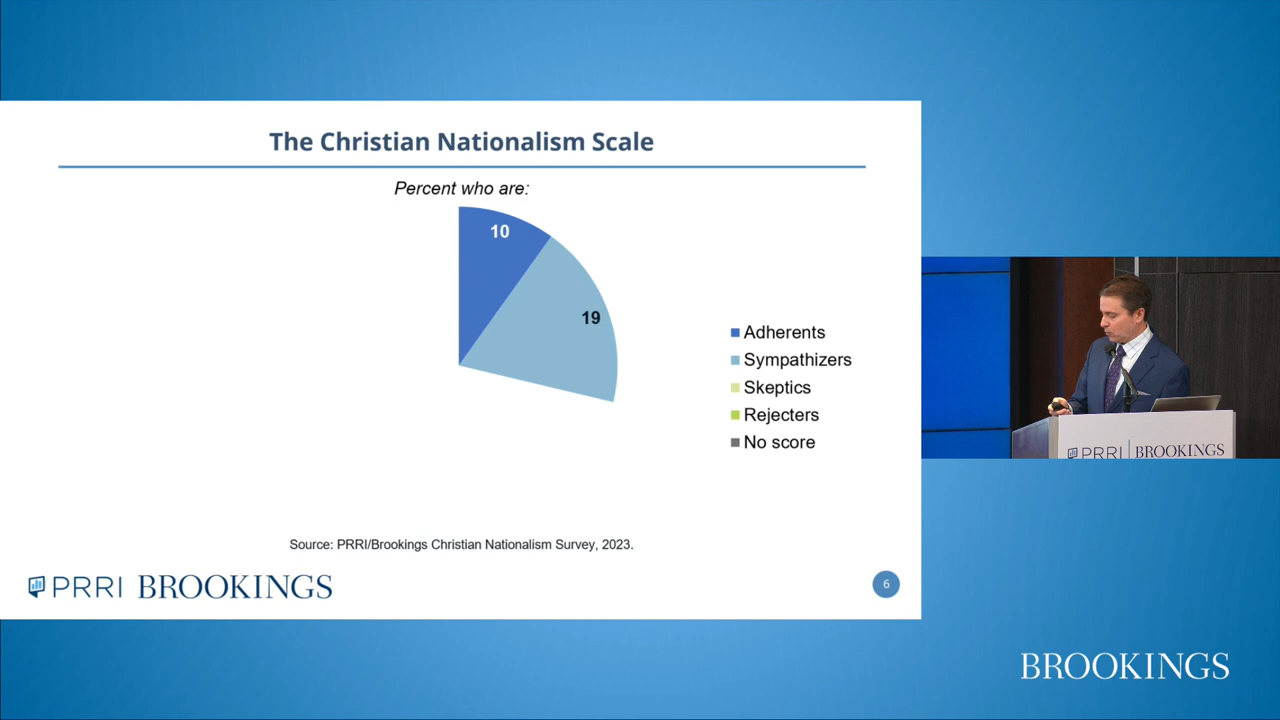 The Christian Nationalism Scale
Percent who are:
10
19
Adherents
Sympathizers
Skeptics
Rejecters
No score
Source: PRRI/Brookings Christian Nationalism Survey, 2023.
PRRI BROOKINGS
6
PRRI BROOKINGS
BROOKINGS